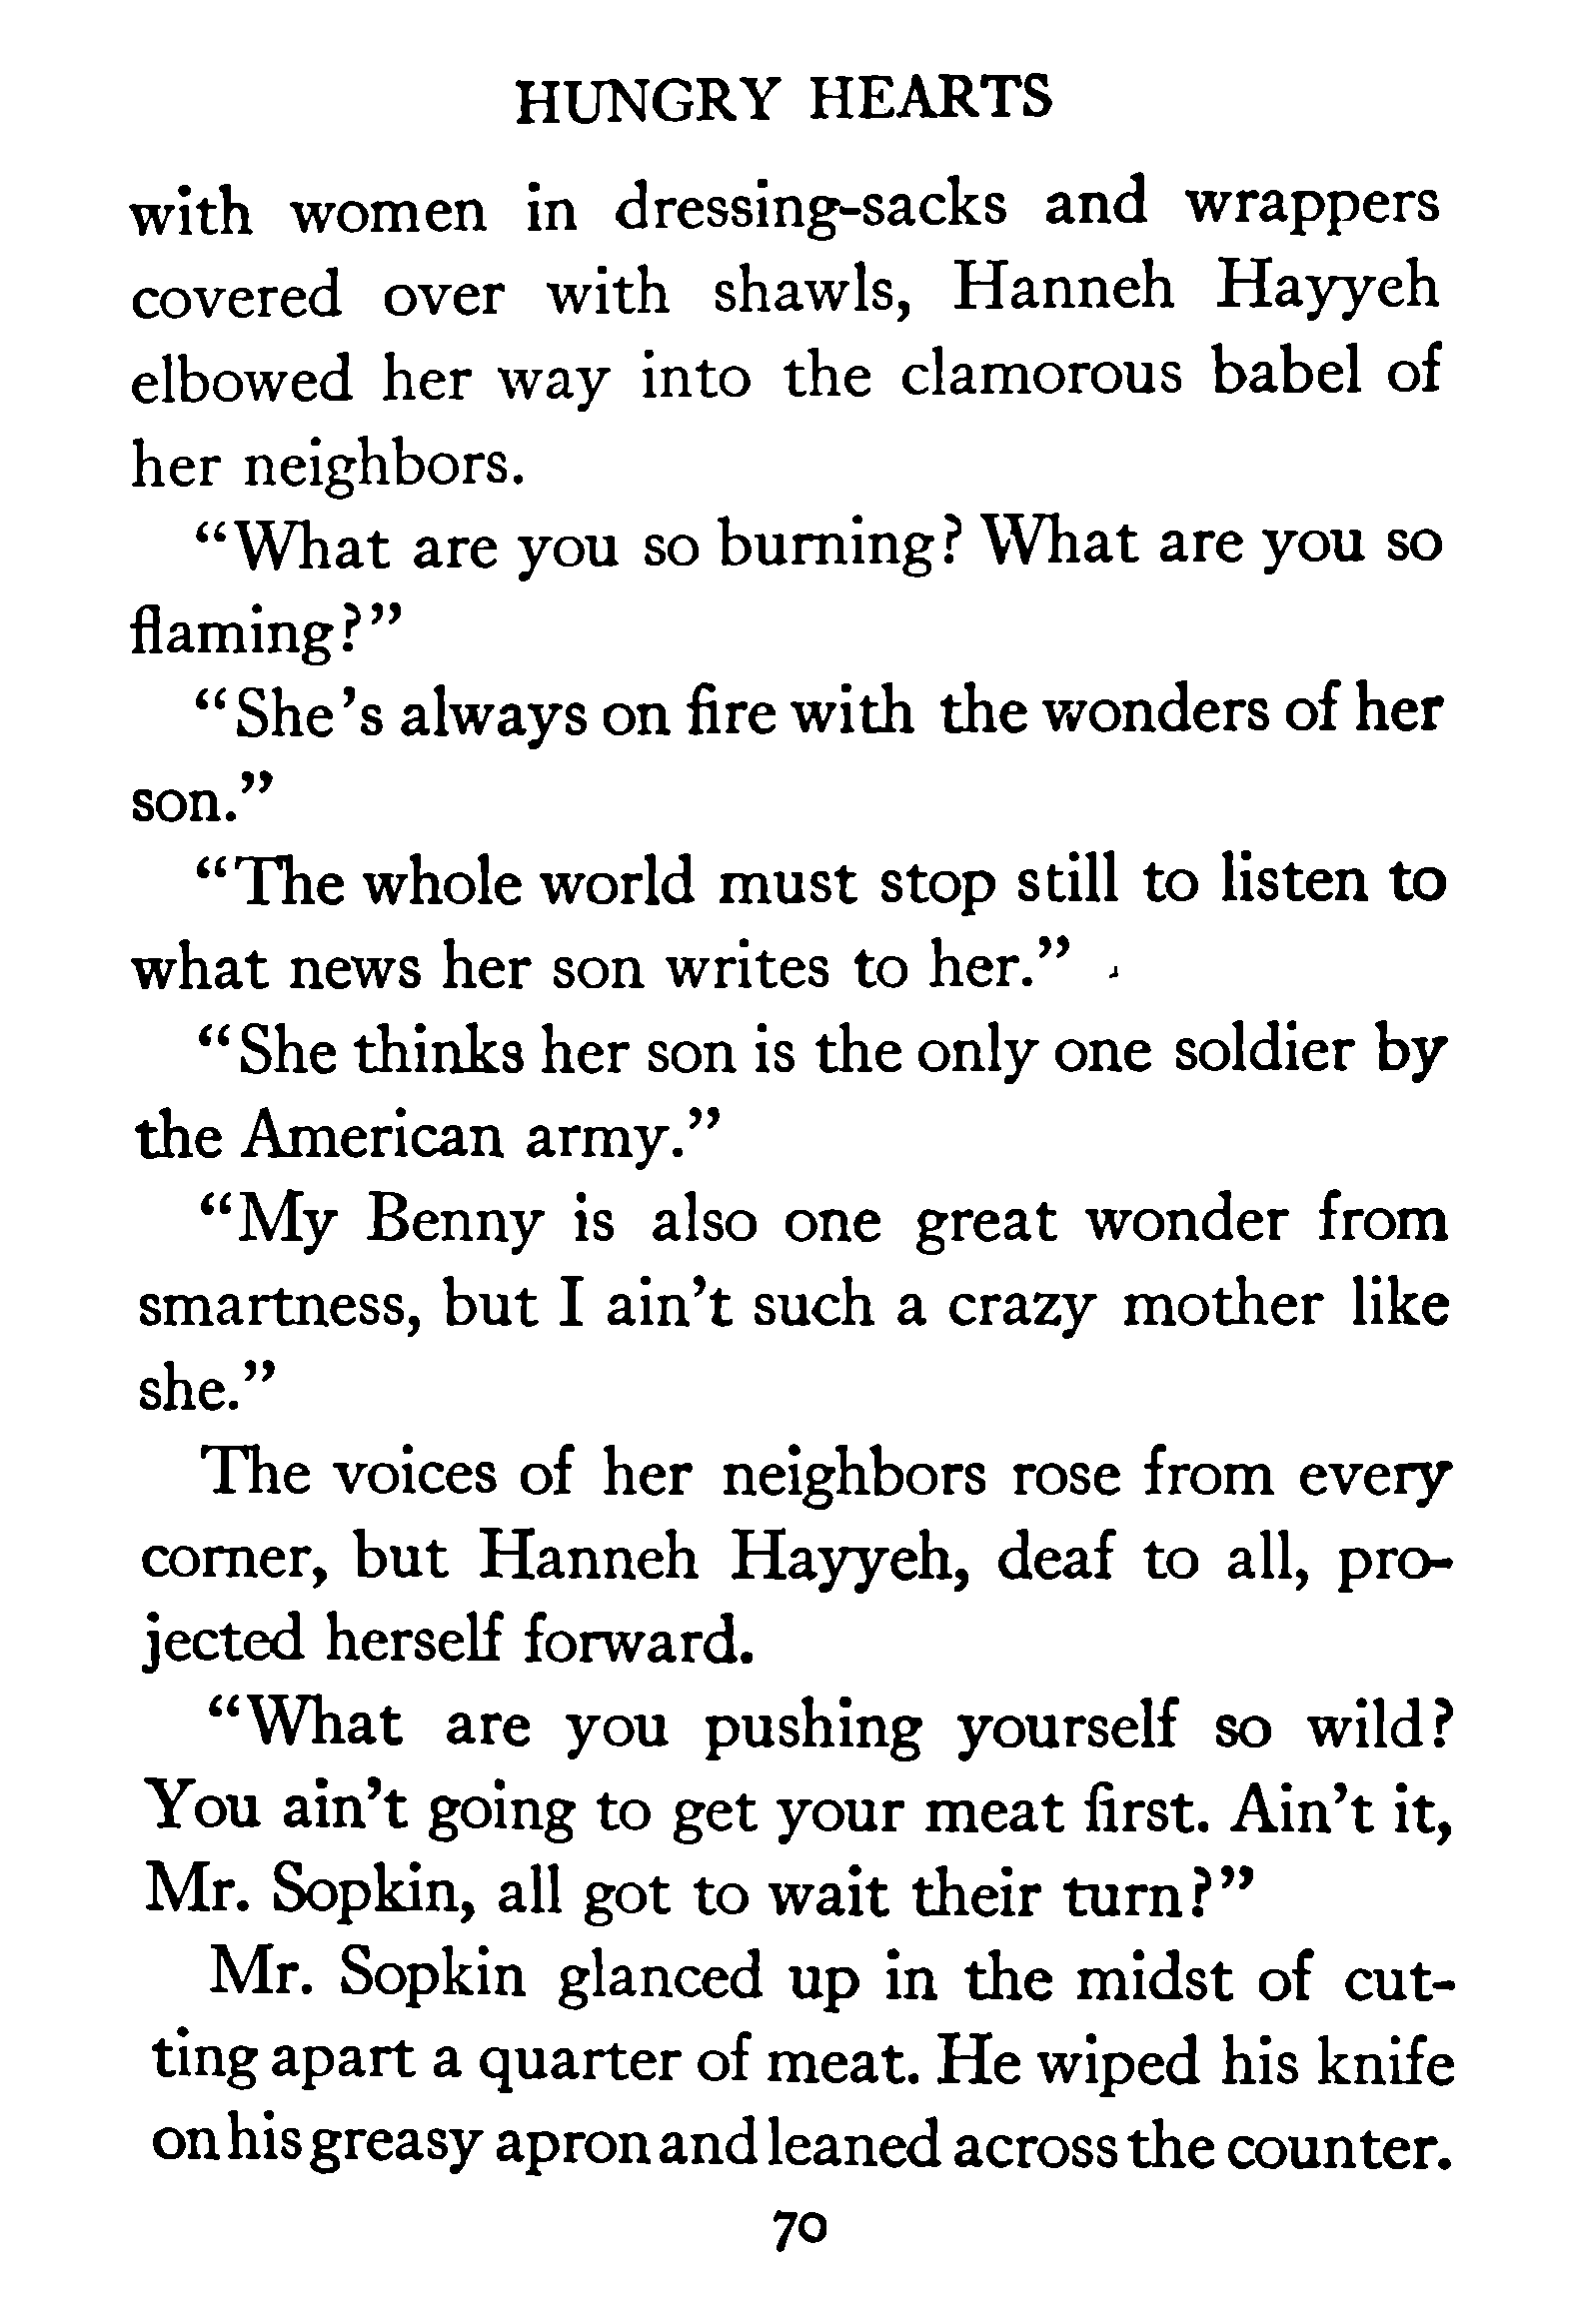 HUNGRY HEARTS
with women in dressing-sacks and wrappers
covered over with shawls, Hanneh Hayyeh
elbowed her way into the clamorous babel of
her neighbors.
“What are you so burning? What are you so
flaming?”
“She’s always on fire with the wonders of her
son.”
“The whole world must stop still to listen to
what news her son writes to her.”
“She thinks her son is the only one soldier by
the American army.”
“My Benny is also one great wonder from
smartness, but I ain’t such a crazy mother like
she.”
The voices of her neighbors rose from every
corner, but Hanneh Hayyeh, deaf to all, pro-
jected herself forward.
“What are you pushing yourself so wild?
You ain’t going to get your meat first. Ain’t it,
Mr. Sopkin, all got to wait their turn?”
Mr. Sopkin glanced up in the midst of cut-
ting apart a quarter of meat. He wiped his knife
on his greasy apron and leaned across the counter.
70